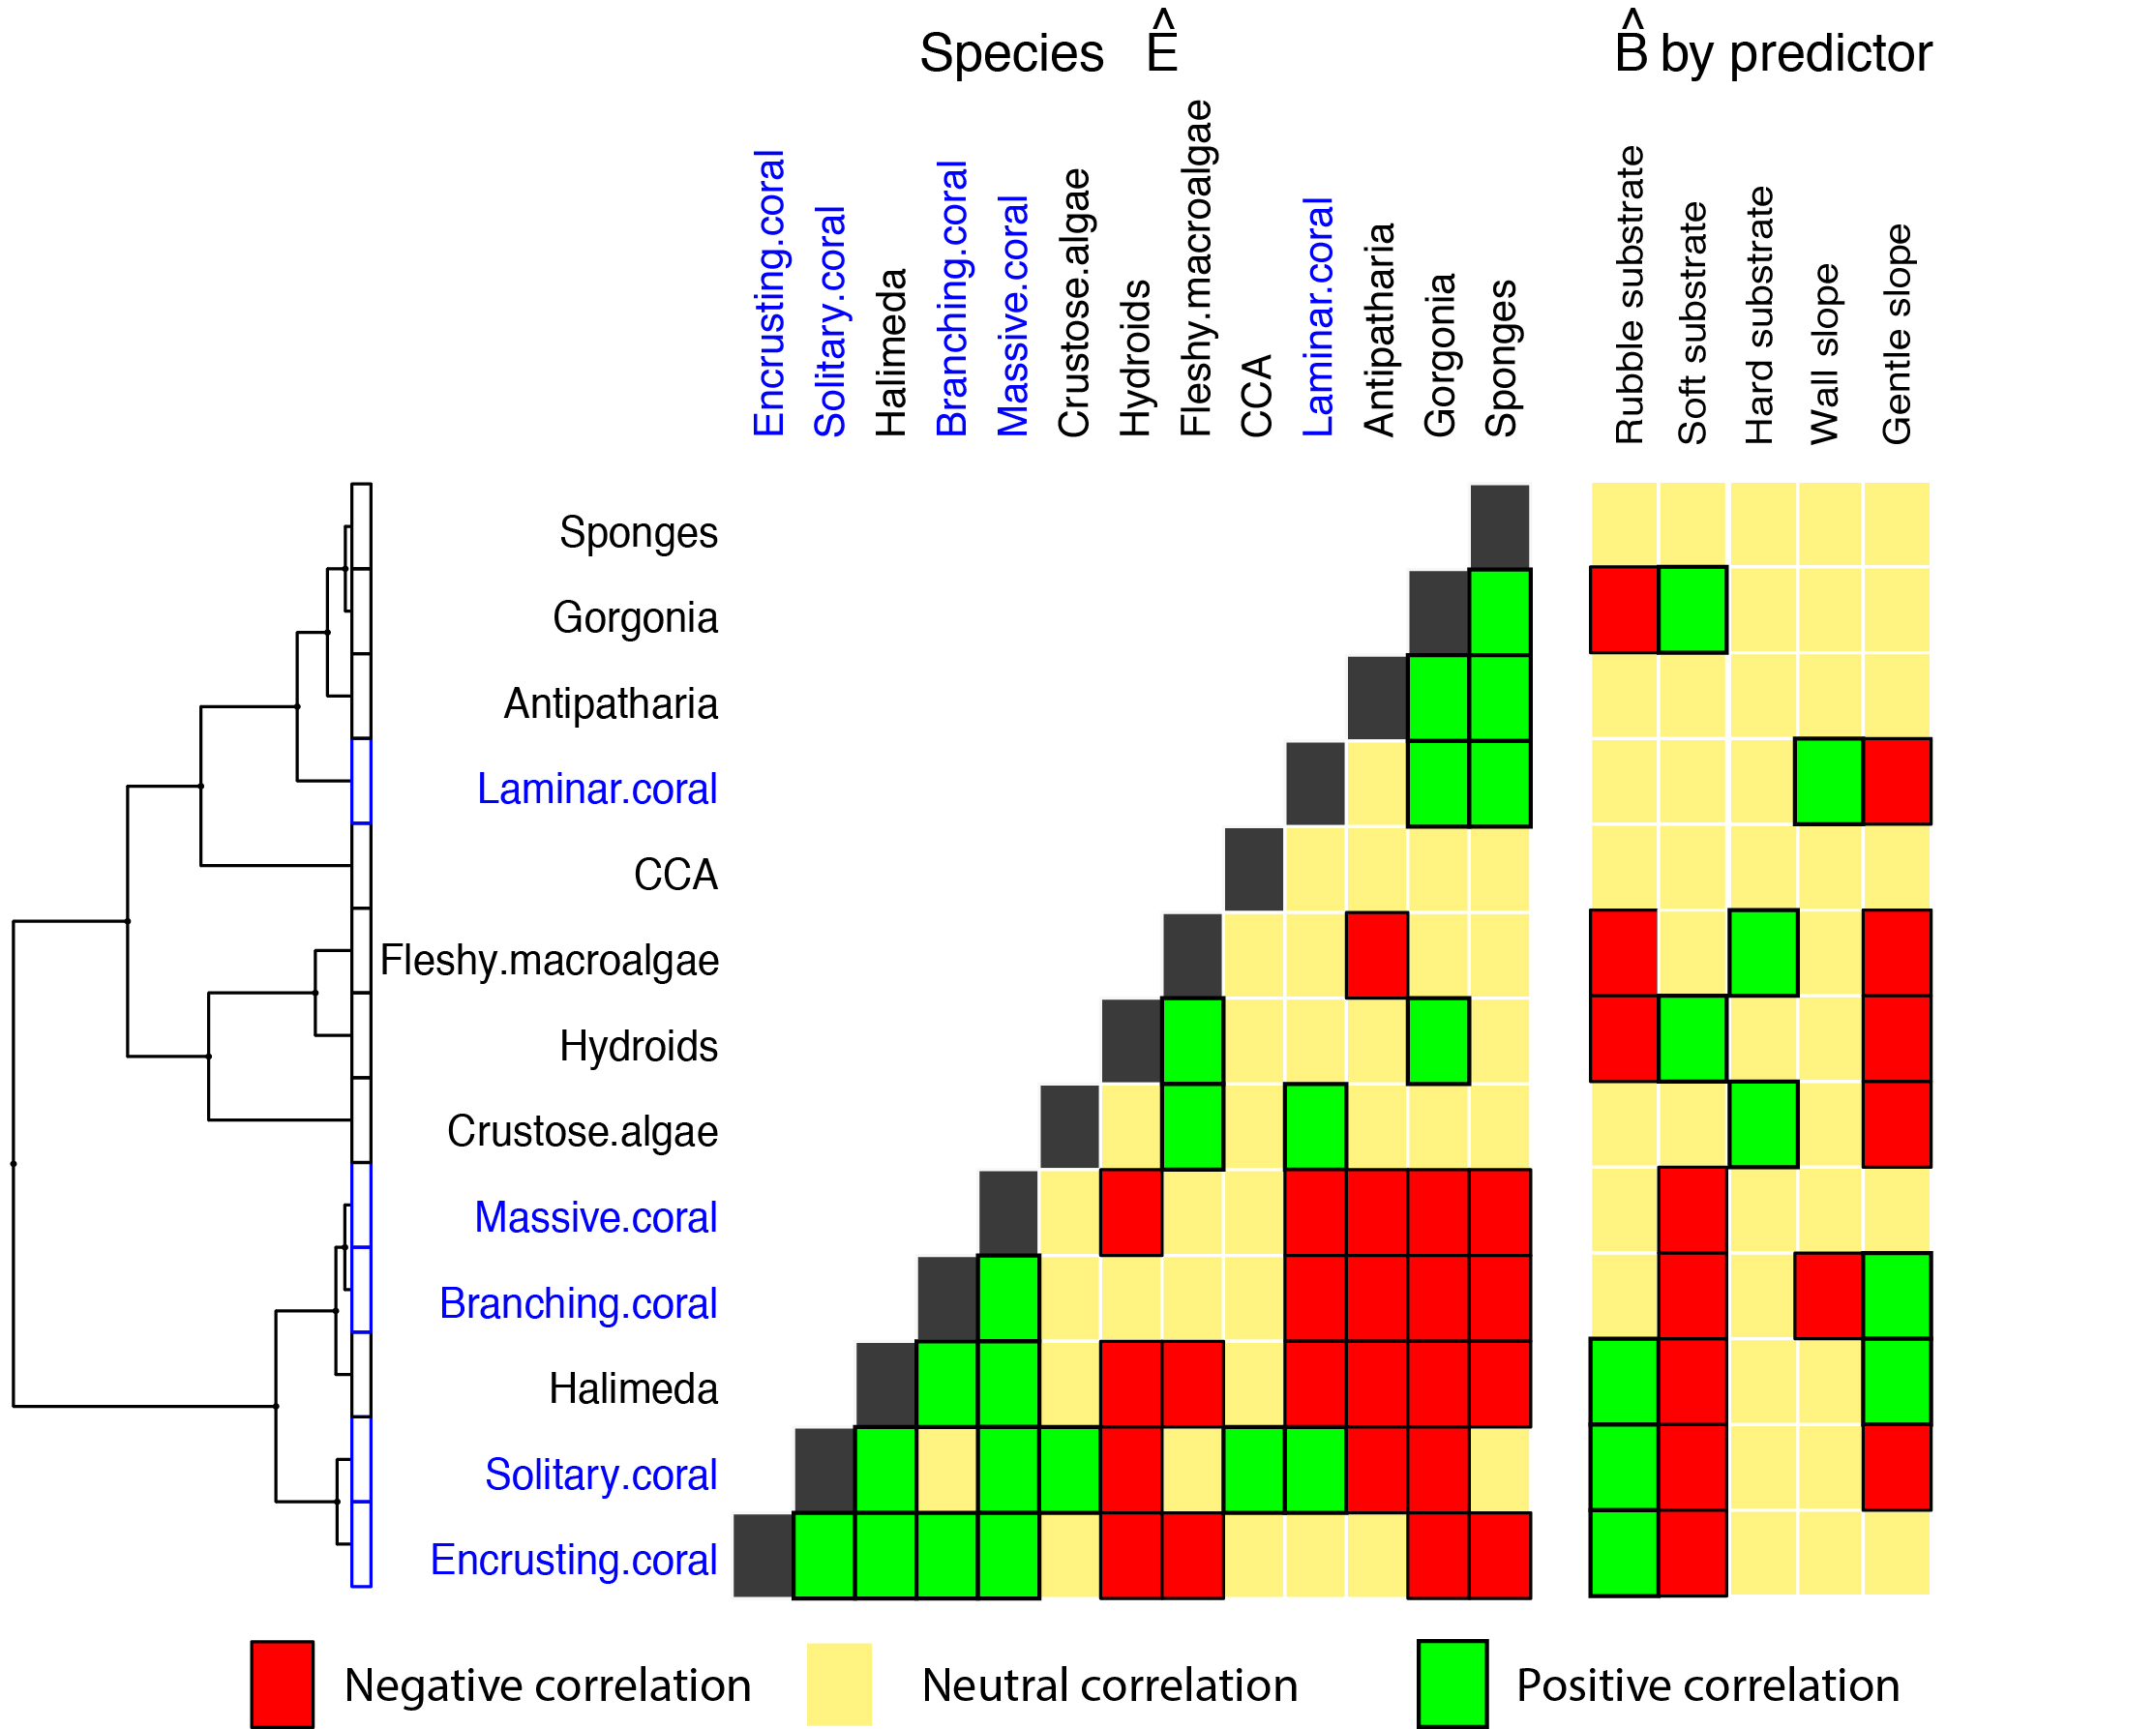 Species Ê
B̂ by predictor
Encrusting.coral
Solitary.coral
Halimeda
Branching.coral
Massive.coral
Crustose.algae
Hydroids
Fleshy.macroalgae
CCA
Laminar.coral
Antipatharia
Gorgonia
Sponges
Rubble substrate
Soft substrate
Hard substrate
Wall slope
Gentle slope
Sponges
Gorgonia
Antipatharia
Laminar.coral
CCA
Fleshy.macroalgae
Hydroids
Crustose.algae
Massive.coral
Branching.coral
Halimeda
Solitary.coral
Encrusting.coral
Negative correlation
Neutral correlation
Positive correlation